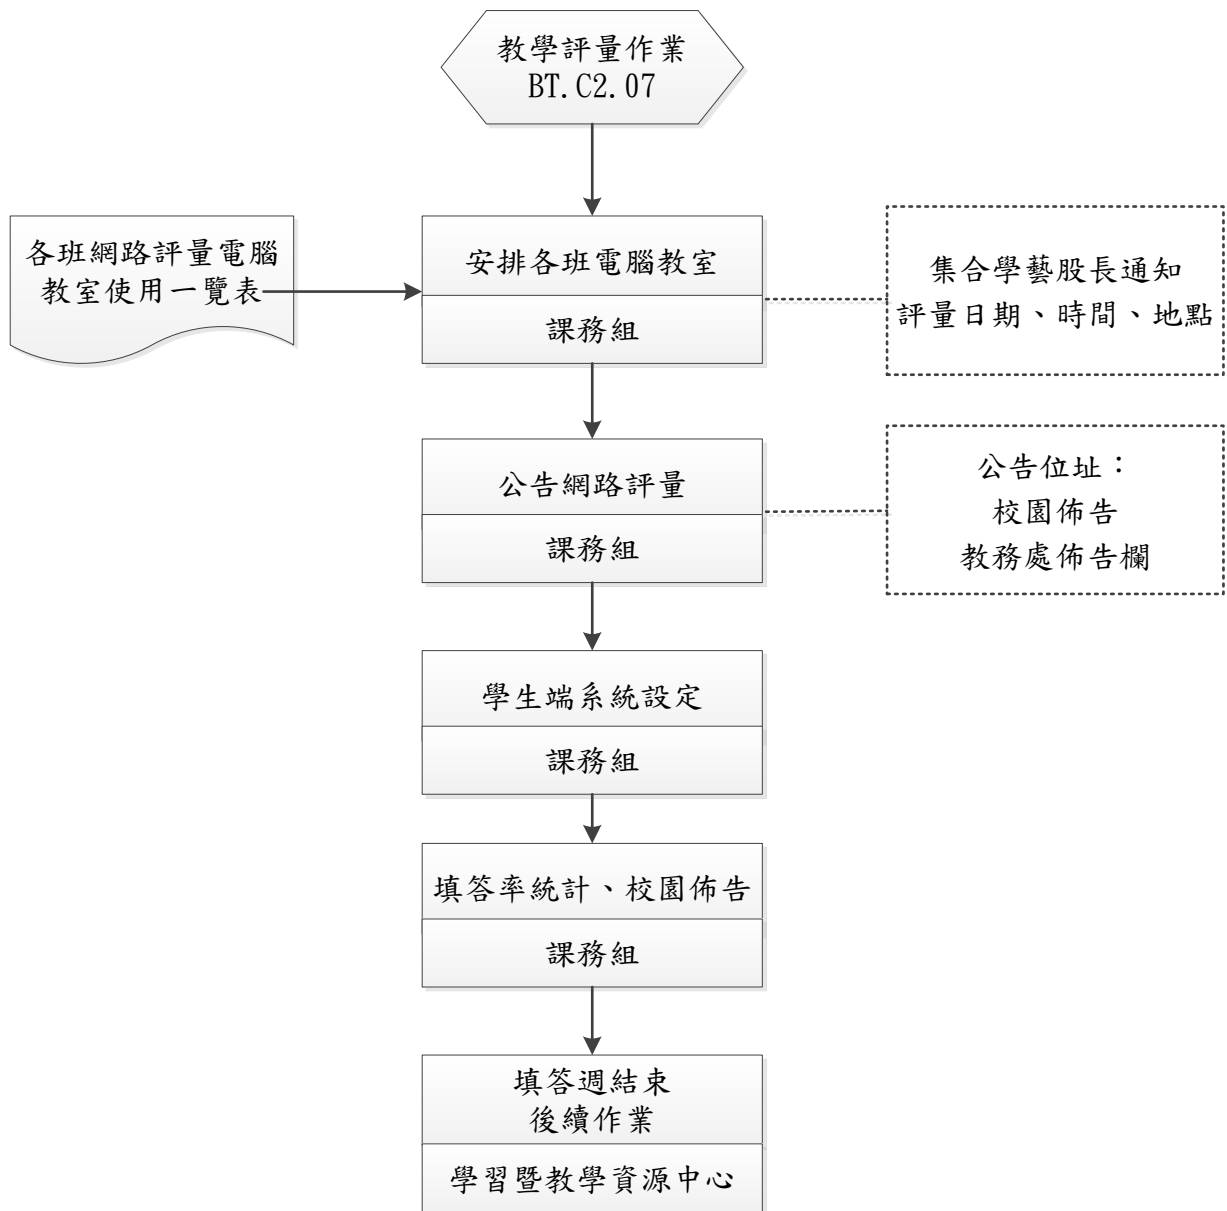 教學評量作業
BT.C2.07
各班網路評量電腦
教室使用一覽表
安排各班電腦教室
課務組
集合學藝股長通知
評量日期、時間、地點
公告網路評量
課務組
公告位址：
校園佈告
教務處佈告欄
學生端系統設定
課務組
填答率統計、校園佈告
課務組
填答週結束
後續作業
學習暨教學資源中心